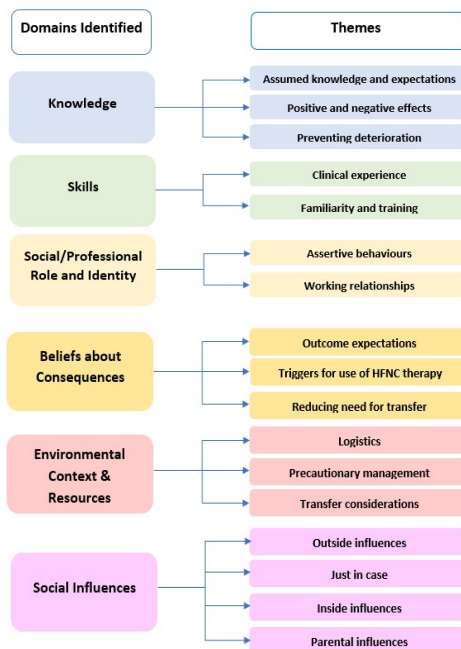 Domains Identified
Themes
Knowledge
Assumed knowledge and expectations
Positive and negative effects
Preventing deterioration
Skills
Clinical experience
Familiarity and training
Social/Professional
Role and Identity
Assertive behaviours
Working relationships
Beliefs about
Consequences
Outcome expectations
Triggers for use of HFNC therapy
Reducing need for transfer
Environmental
Context &
Resources
Logistics
Precautionary management
Transfer considerations
Social Influences
Outside influences
Just in case
Inside influences
Parental influences